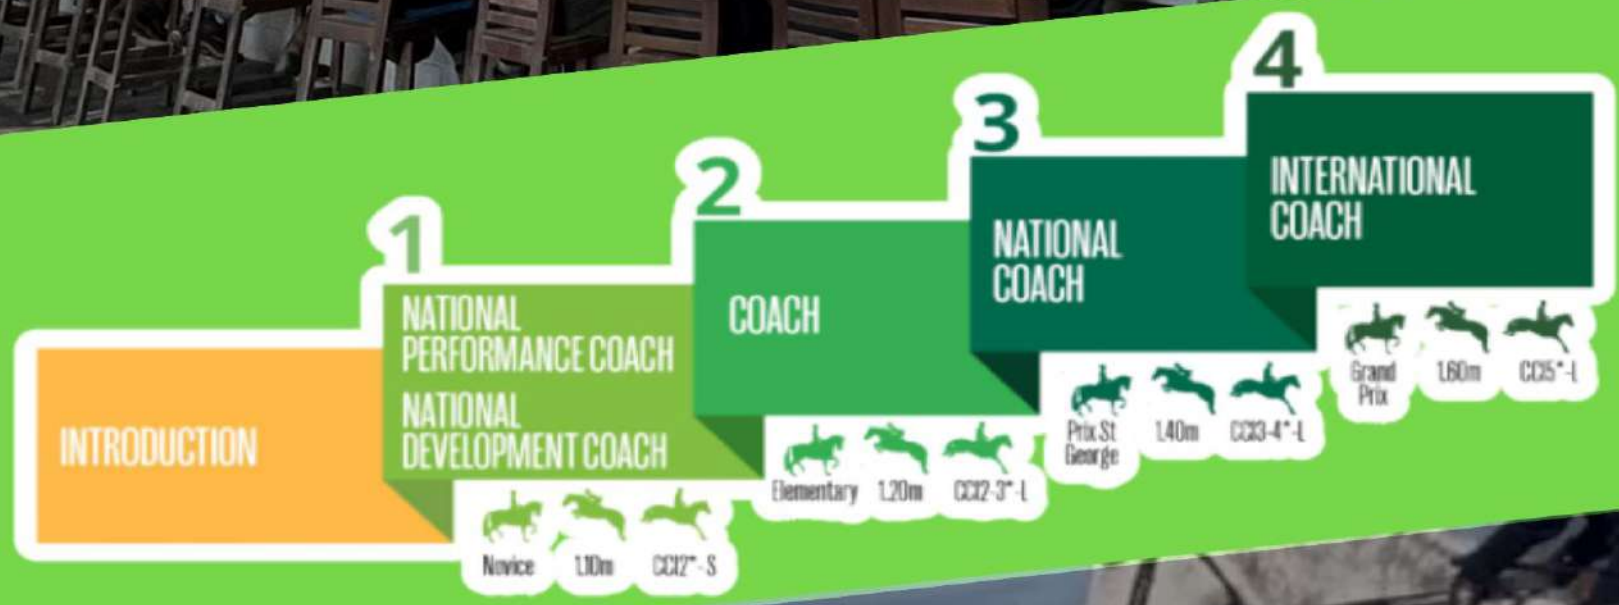 INTRODUCTION
1
NATIONAL
PERFORMANCE COACH
NATIONAL
DEVELOPMENT COACH
Novice
1.10m
CCI2*-S
2
COACH
Elementary
1.20m
CCI2-3*-L
3
NATIONAL
COACH
Prix St
George
1.40m
CCI3-4*-L
4
INTERNATIONAL
COACH
Grand
Prix
1.60m
CCI5*-L